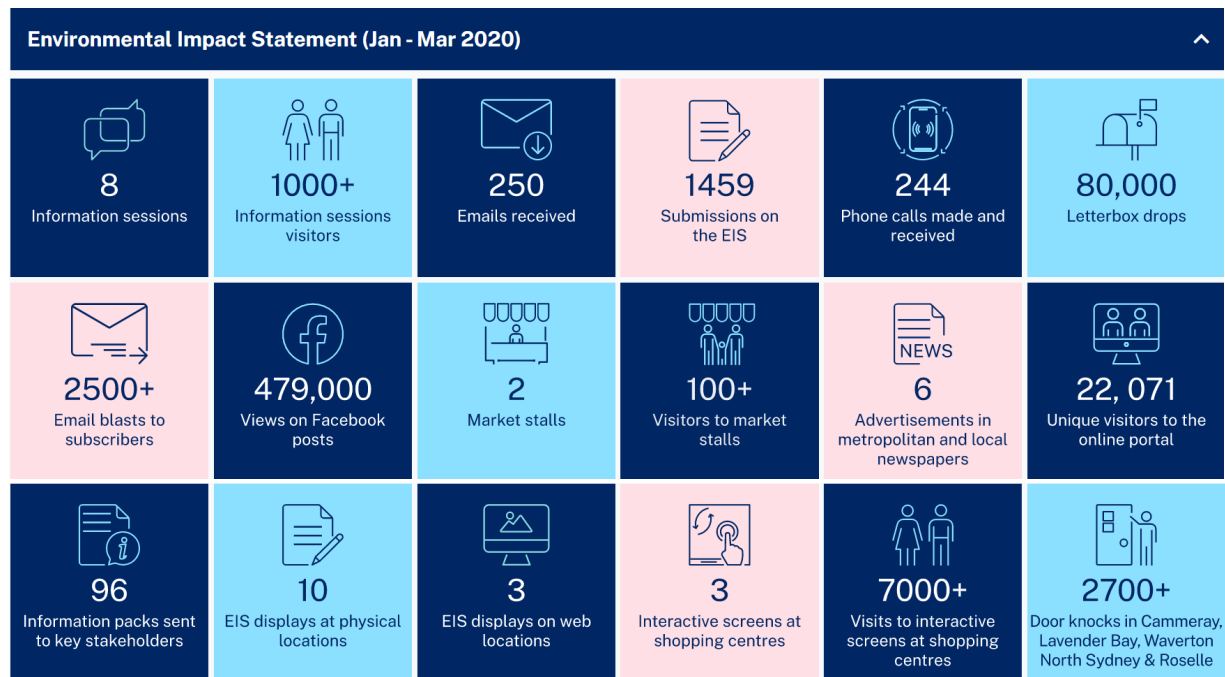 Environmental Impact Statement (Jan - Mar 2020)
8
Information sessions
1000+
Information sessions
visitors
250
Emails received
1459
Submissions on
the EIS
244
Phone calls made and
received
80,000
Letterbox drops
2500+
Email blasts to
subscribers
479,000
Views on Facebook
posts
2
Market stalls
100+
Visitors to market
stalls
NEWS
6
Advertisements in
metropolitan and local
newspapers
22, 071
Unique visitors to the
online portal
96
Information packs sent
to key stakeholders
10
EIS displays at physical
locations
3
EIS displays on web
locations
3
Interactive screens at
shopping centres
7000+
Visits to interactive
screens at shopping
centres
2700+
Door knocks in Cammeray,
Lavender Bay, Waverton
North Sydney & Roselle